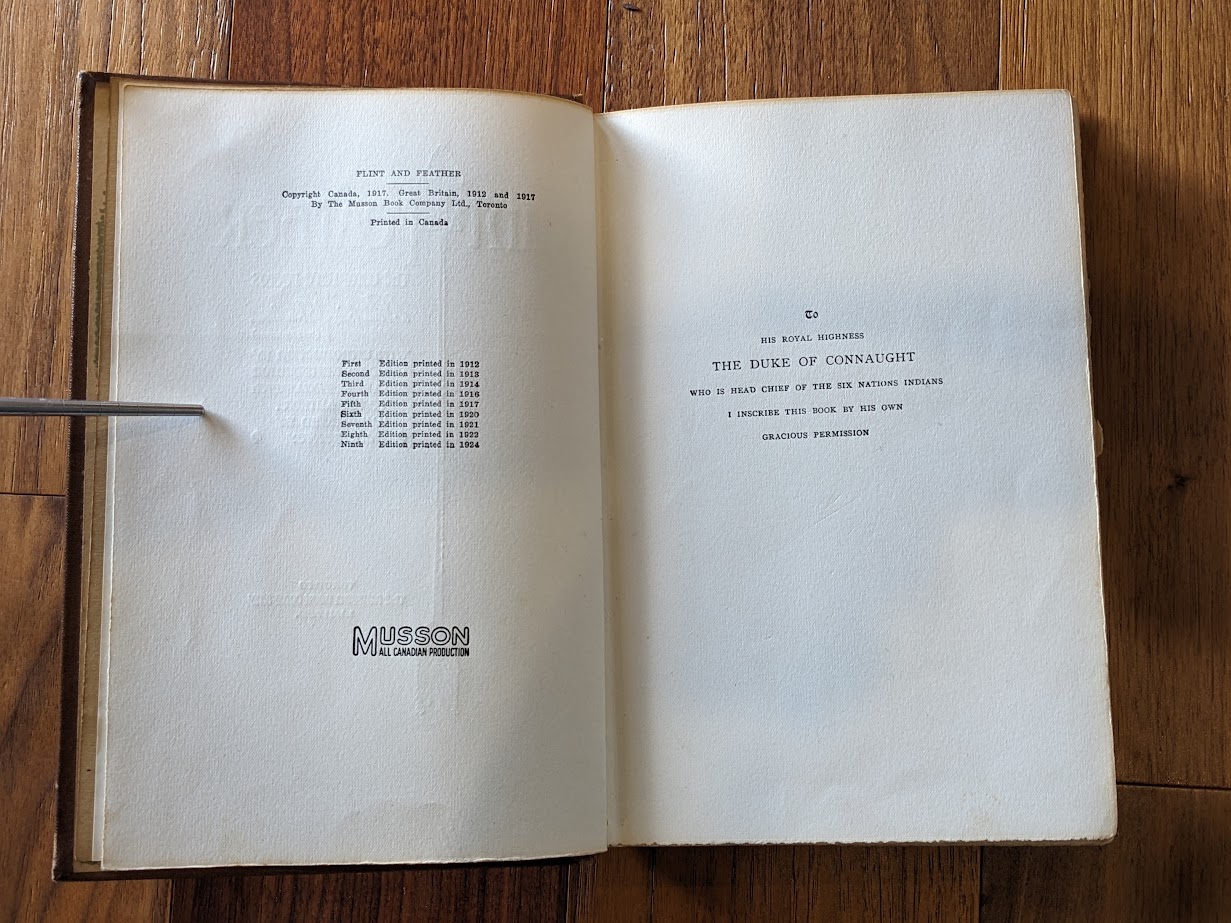 FLINT AND FEATHER
Copyright Canada, 1917. Great Britain, 1912 and 1917
By The Musson Book Company Ltd., Toronto
Printed in Canada
First Edition printed in 1912
Second Edition printed in 1913
Third Edition printed in 1914
Fourth Edition printed in 1916
Fifth Edition printed in 1917
Sixth Edition printed in 1920
Seventh Edition printed in 1921
Eighth Edition printed in 1922
Ninth Edition printed in 1924
MUSSON
ALL CANADIAN PRODUCTION
To
HIS ROYAL HIGHNESS
THE DUKE OF CONNAUGHT
WHO IS HEAD CHIEF OF THE SIX NATIONS INDIANS
I INSCRIBE THIS BOOK BY HIS OWN
GRACIOUS PERMISSION